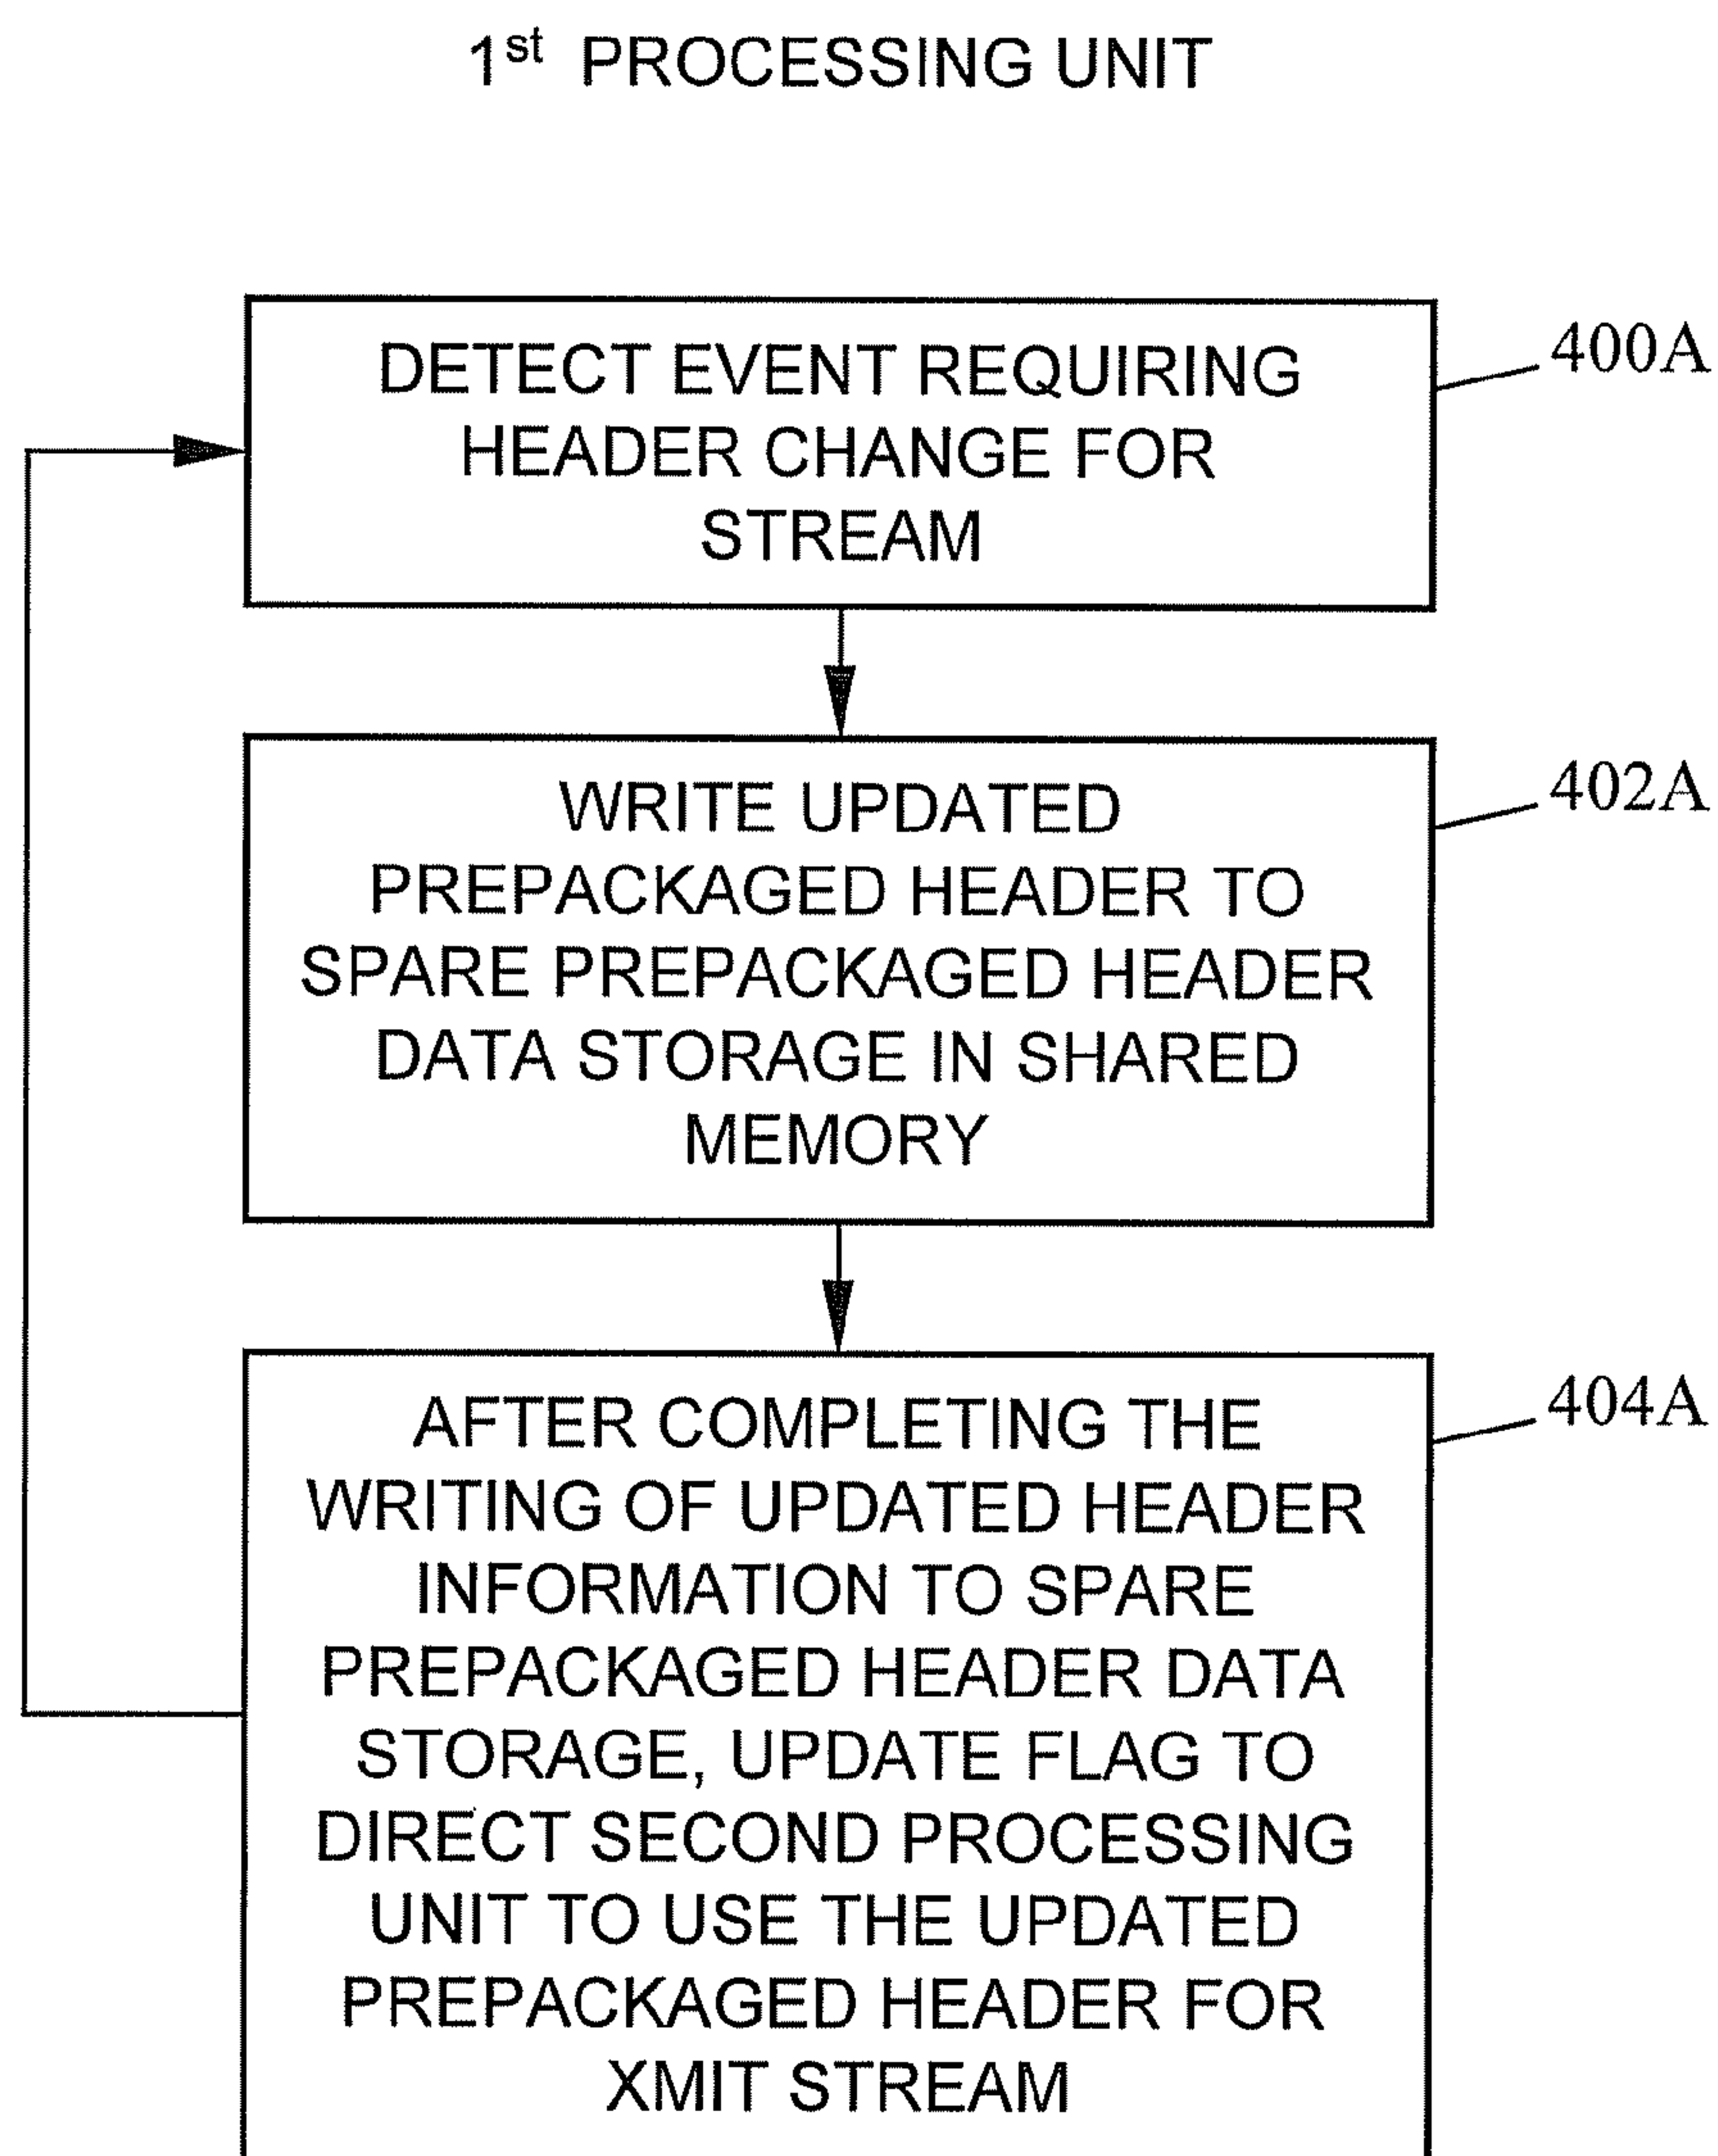 1st PROCESSING UNIT
DETECT EVENT REQUIRING
HEADER CHANGE FOR
STREAM
400A
WRITE UPDATED
PREPACKAGED HEADER TO
SPARE PREPACKAGED HEADER
DATA STORAGE IN SHARED
MEMORY
402A
AFTER COMPLETING THE
WRITING OF UPDATED HEADER
INFORMATION TO SPARE
PREPACKAGED HEADER DATA
STORAGE, UPDATE FLAG TO
DIRECT SECOND PROCESSING
UNIT TO USE THE UPDATED
PREPACKAGED HEADER FOR
XMIT STREAM
404A